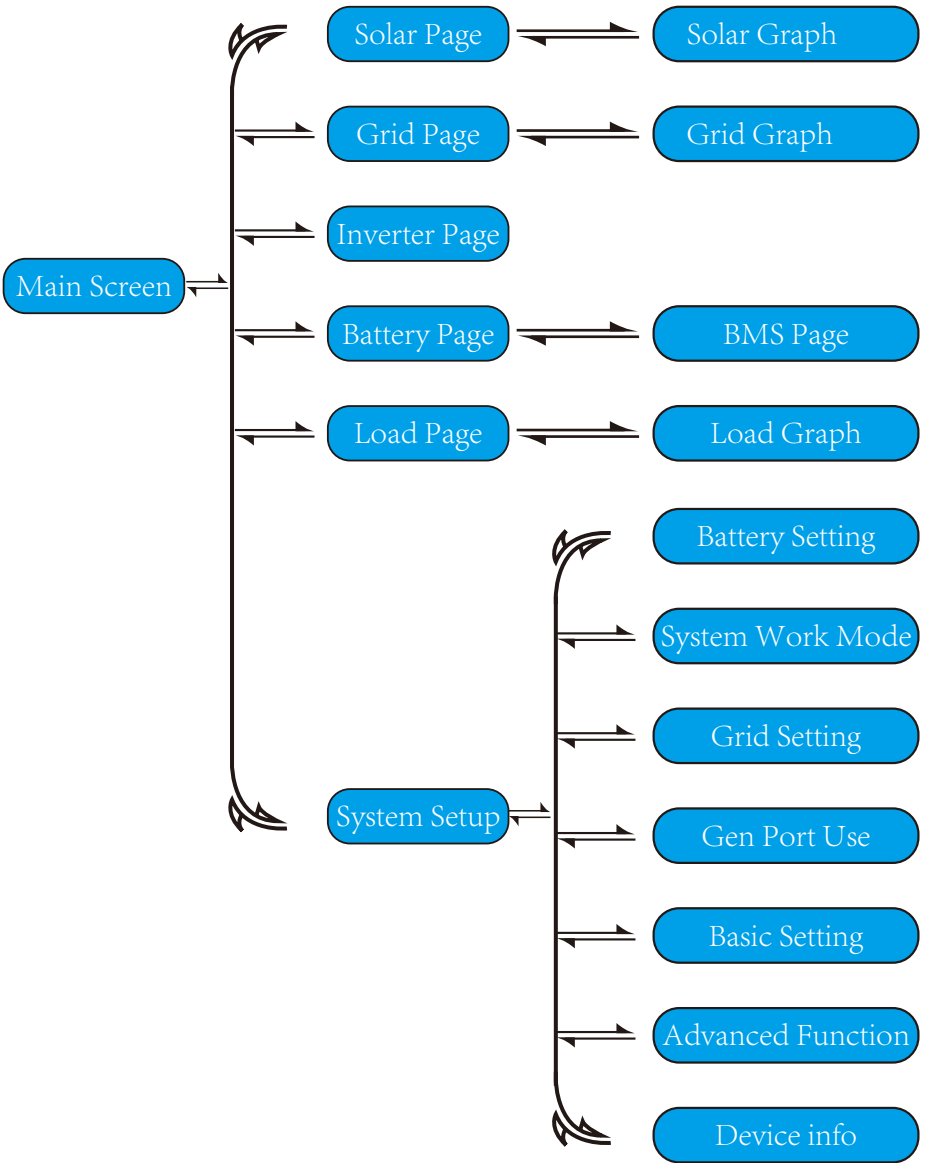 Solar Page
Solar Graph
Grid Page
Grid Graph
Inverter Page
Main Screen
Battery Page
BMS Page
Load Page
Load Graph
Battery Setting
System Work Mode
Grid Setting
System Setup
Gen Port Use
Basic Setting
Advanced Function
Device info